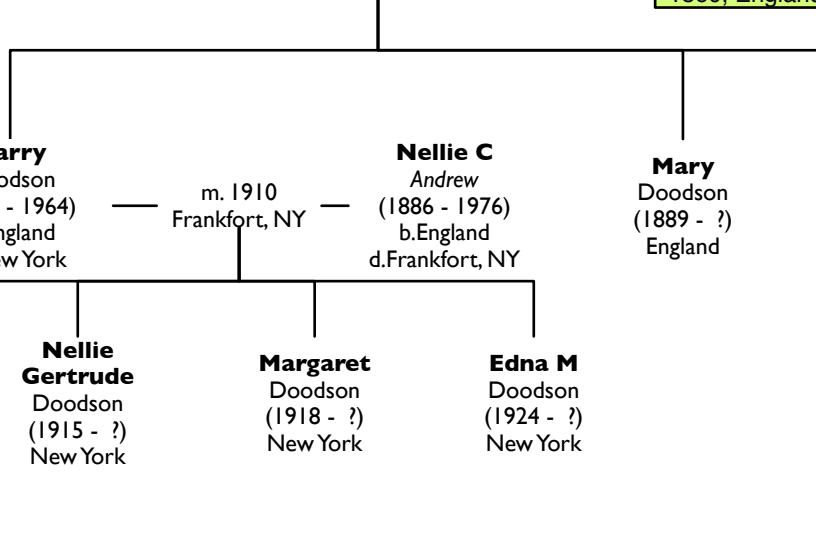 1889, England
arry
odson
- 1964)
ngland
w York
m. 1910
Frankfort, NY
Nellie C
Andrew
(1886 - 1976)
b.England
d.Frankfort, NY
Mary
Doodson
(1889 - ?)
England
Nellie
Gertrude
Doodson
(1915 - ?)
New York
Margaret
Doodson
(1918 - ?)
New York
Edna M
Doodson
(1924 - ?)
New York